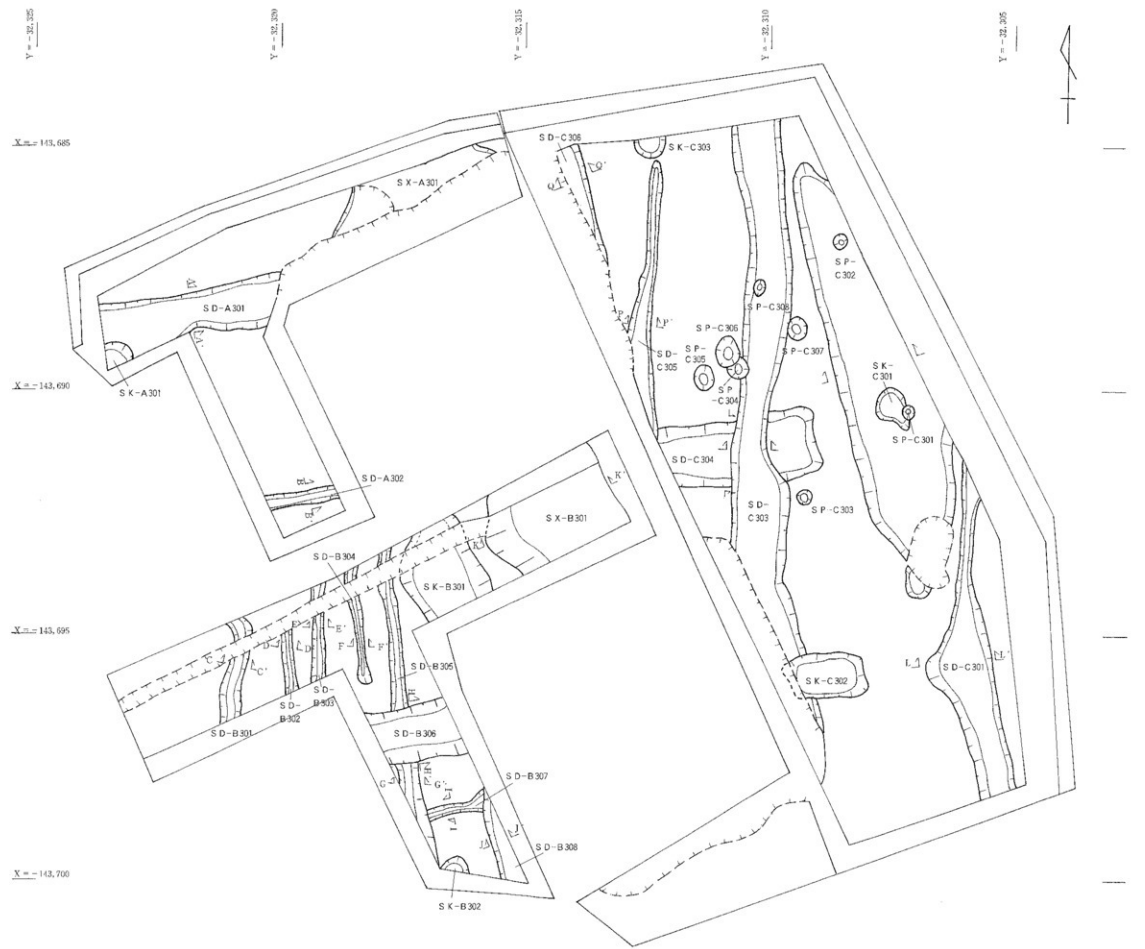 Y=-32,325
Y=-32,320
Y=-32,315
Y=-32,310
Y=-32,305
X=-143,685
X=-143,690
X=-143,695
X=-143,700
SX-A301
SD-A301
SK-A301
SD-A302
A
A'
B
B'
SD-C306
SK-C303
Q
Q'
SP-
C302
SP-C308
SP-C306
SP-
C305
SP
-C304
SP-C307
P
P'
SD-
C305
SK-
C301
SP-C301
SD-C304
SD-
C303
SP-C303
SK-C302
L
L'
SD-C301
SX-B301
K
K'
SD-B304
SK-B301
C
C'
D
D'
E
E'
F
F'
SD-B305
SD-
B303
SD-
B302
SD-B301
H
H'
SD-B306
SD-B307
G
G'
I
I'
J
J'
SD-B308
SK-B302